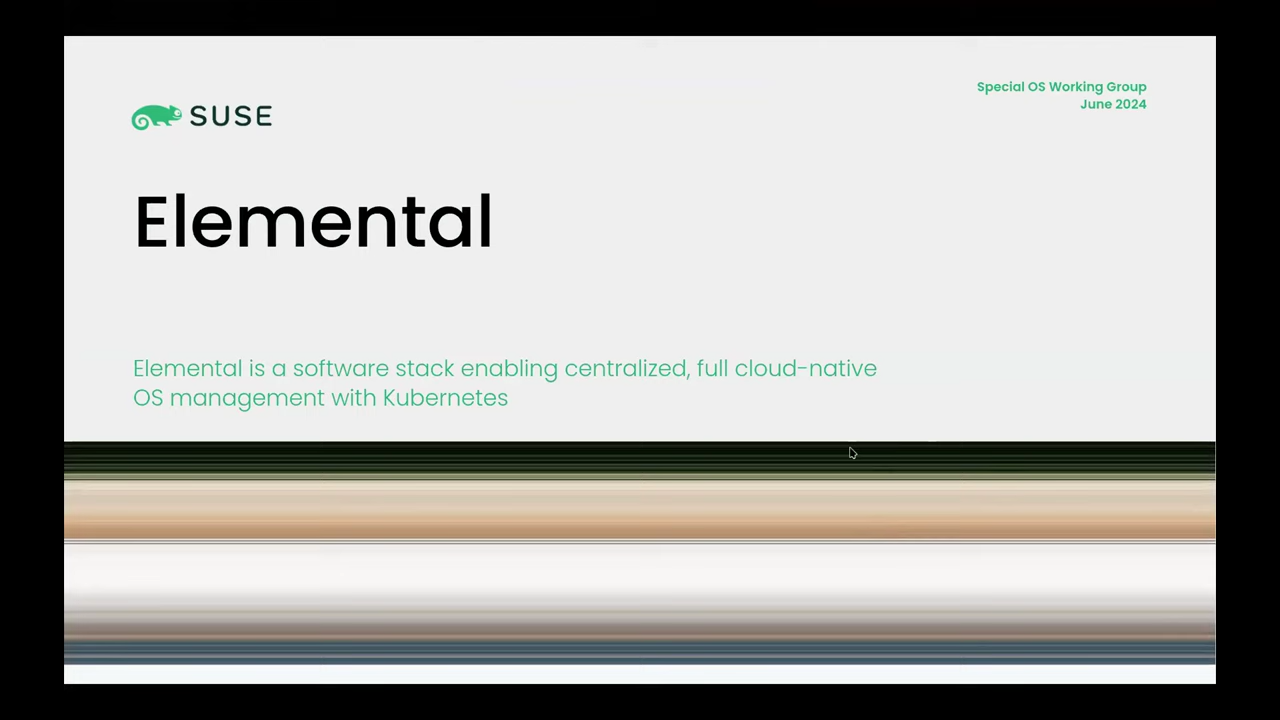 Special OS Working Group
June 2024
SUSE
Elemental
Elemental is a software stack enabling centralized, full cloud-native
OS management with Kubernetes